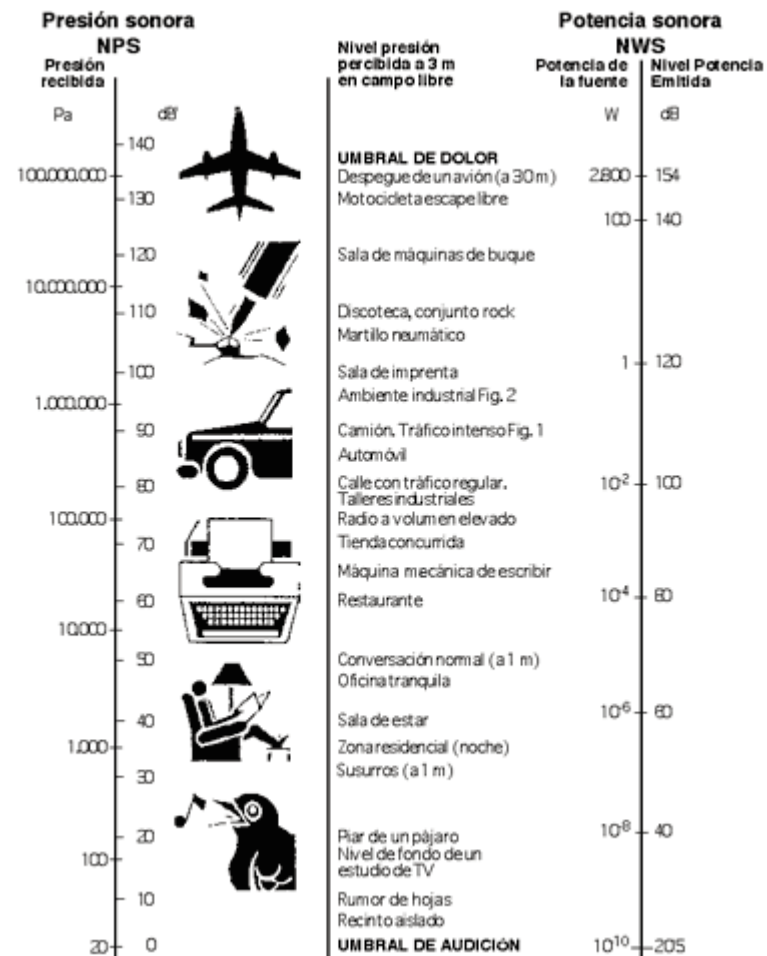 Presión sonora
NPS
Presión
recibida
Pa
dB
Nivel presión
percibida a 3 m
en campo libre
Potencia sonora
NWS
Potencia de
la fuente
Nivel Potencia
Emitida
W
dB
140
UMBRAL DE DOLOR
100.000.000
Despegue de un avión (a 30 m)
2.800
154
130
Motocicleta escape libre
100
140
120
Sala de máquinas de buque
10.000.000
110
Discoteca, conjunto rock
Martillo neumático
100
Sala de imprenta
1
120
1.000.000
Ambiente industrial Fig. 2
90
Camión. Tráfico intenso Fig. 1
Automóvil
80
Calle con tráfico regular.
Talleres industriales
10-2
100
100.000
Radio a volumen elevado
70
Tienda concurrida
Máquina mecánica de escribir
60
Restaurante
10-4
80
10.000
50
Conversación normal (a 1 m)
Oficina tranquila
40
Sala de estar
10-6
60
1.000
Zona residencial (noche)
30
Susurros (a 1 m)
20
Piar de un pájaro
10-8
40
100
Nivel de fondo de un
estudio de TV
10
Rumor de hojas
Recinto aislado
20
0
UMBRAL DE AUDICIÓN
1010
205